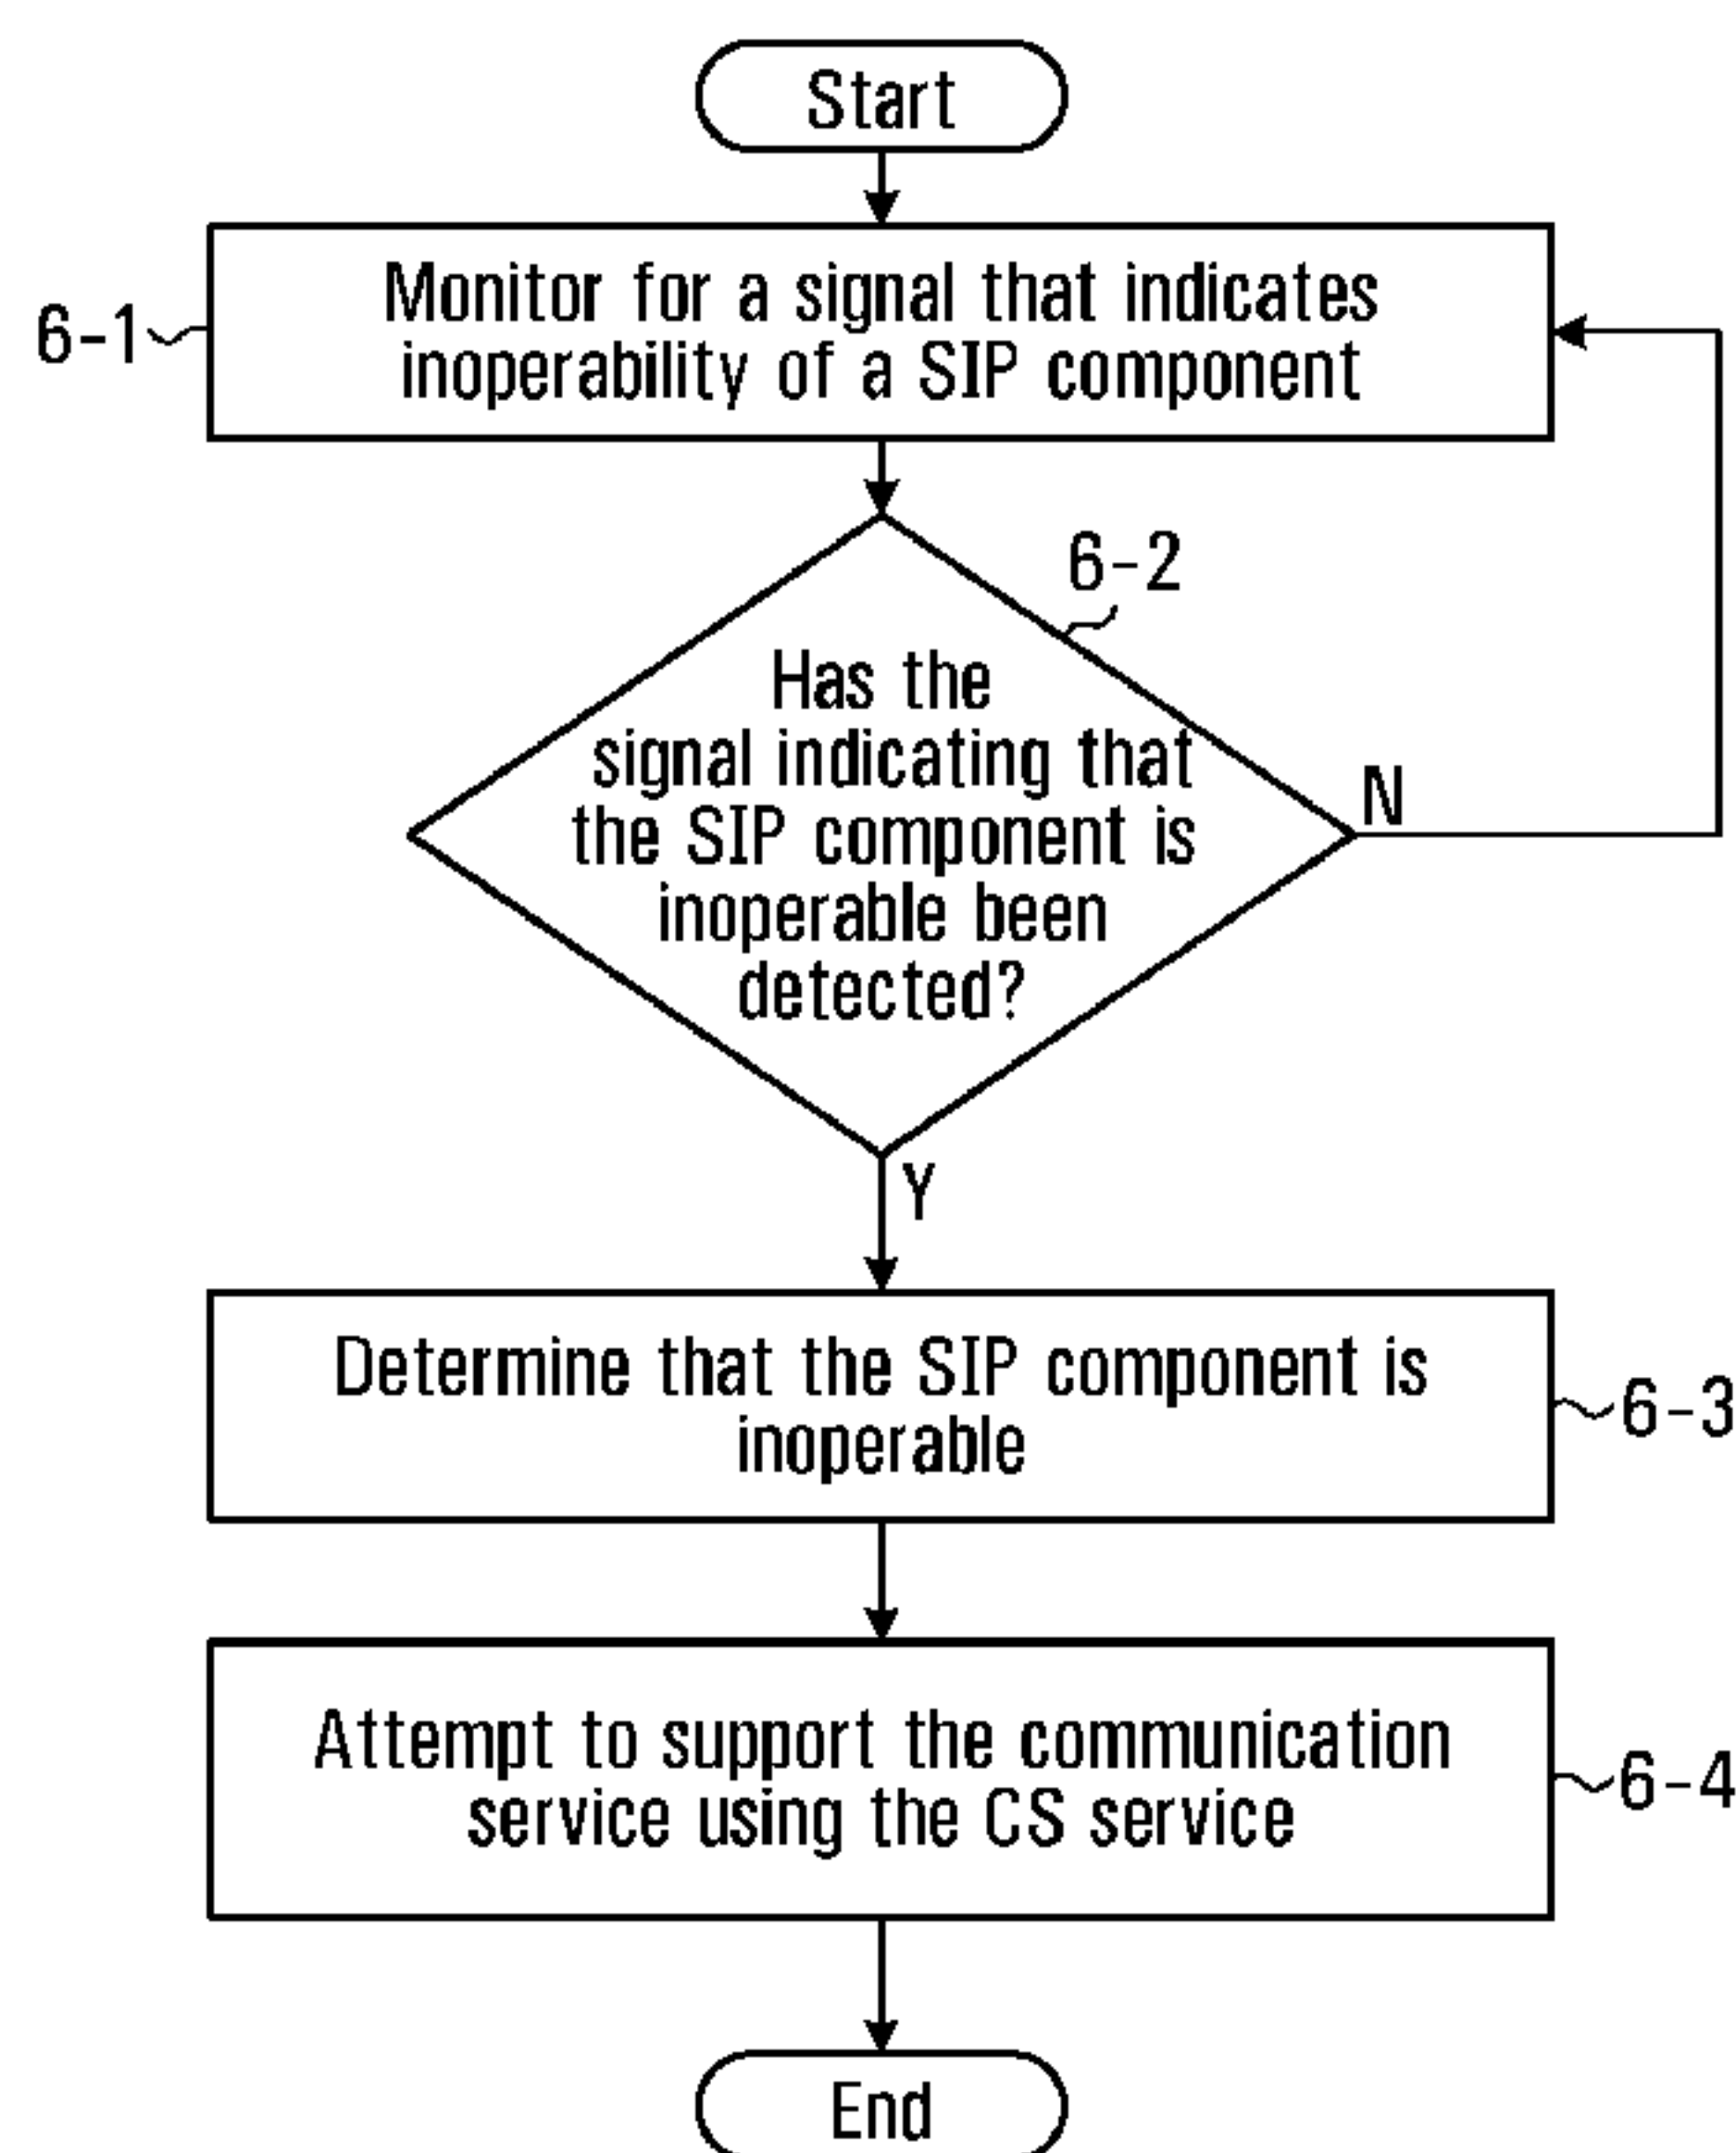 Start
6-1
Monitor for a signal that indicates
inoperability of a SIP component
6-2
Has the
signal indicating that
the SIP component is
inoperable been
detected?
N
Y
Determine that the SIP component is
inoperable
6-3
Attempt to support the communication
service using the CS service
6-4
End